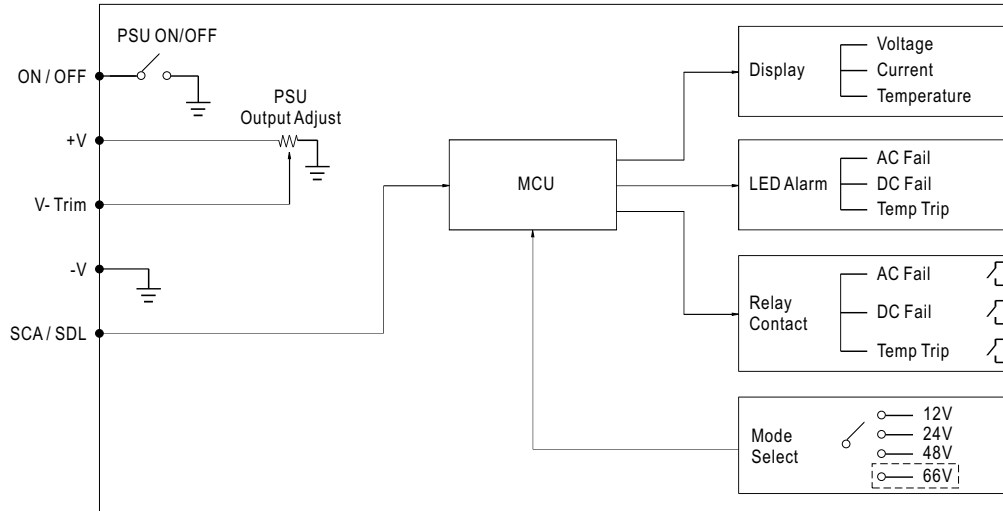 PSU ON/OFF
ON / OFF
PSU
Output Adjust
+V
V- Trim
-V
SCA / SDL
MCU
Display
Voltage
Current
Temperature
LED Alarm
AC Fail
DC Fail
Temp Trip
Relay
Contact
AC Fail
DC Fail
Temp Trip
Mode
Select
12V
24V
48V
66V